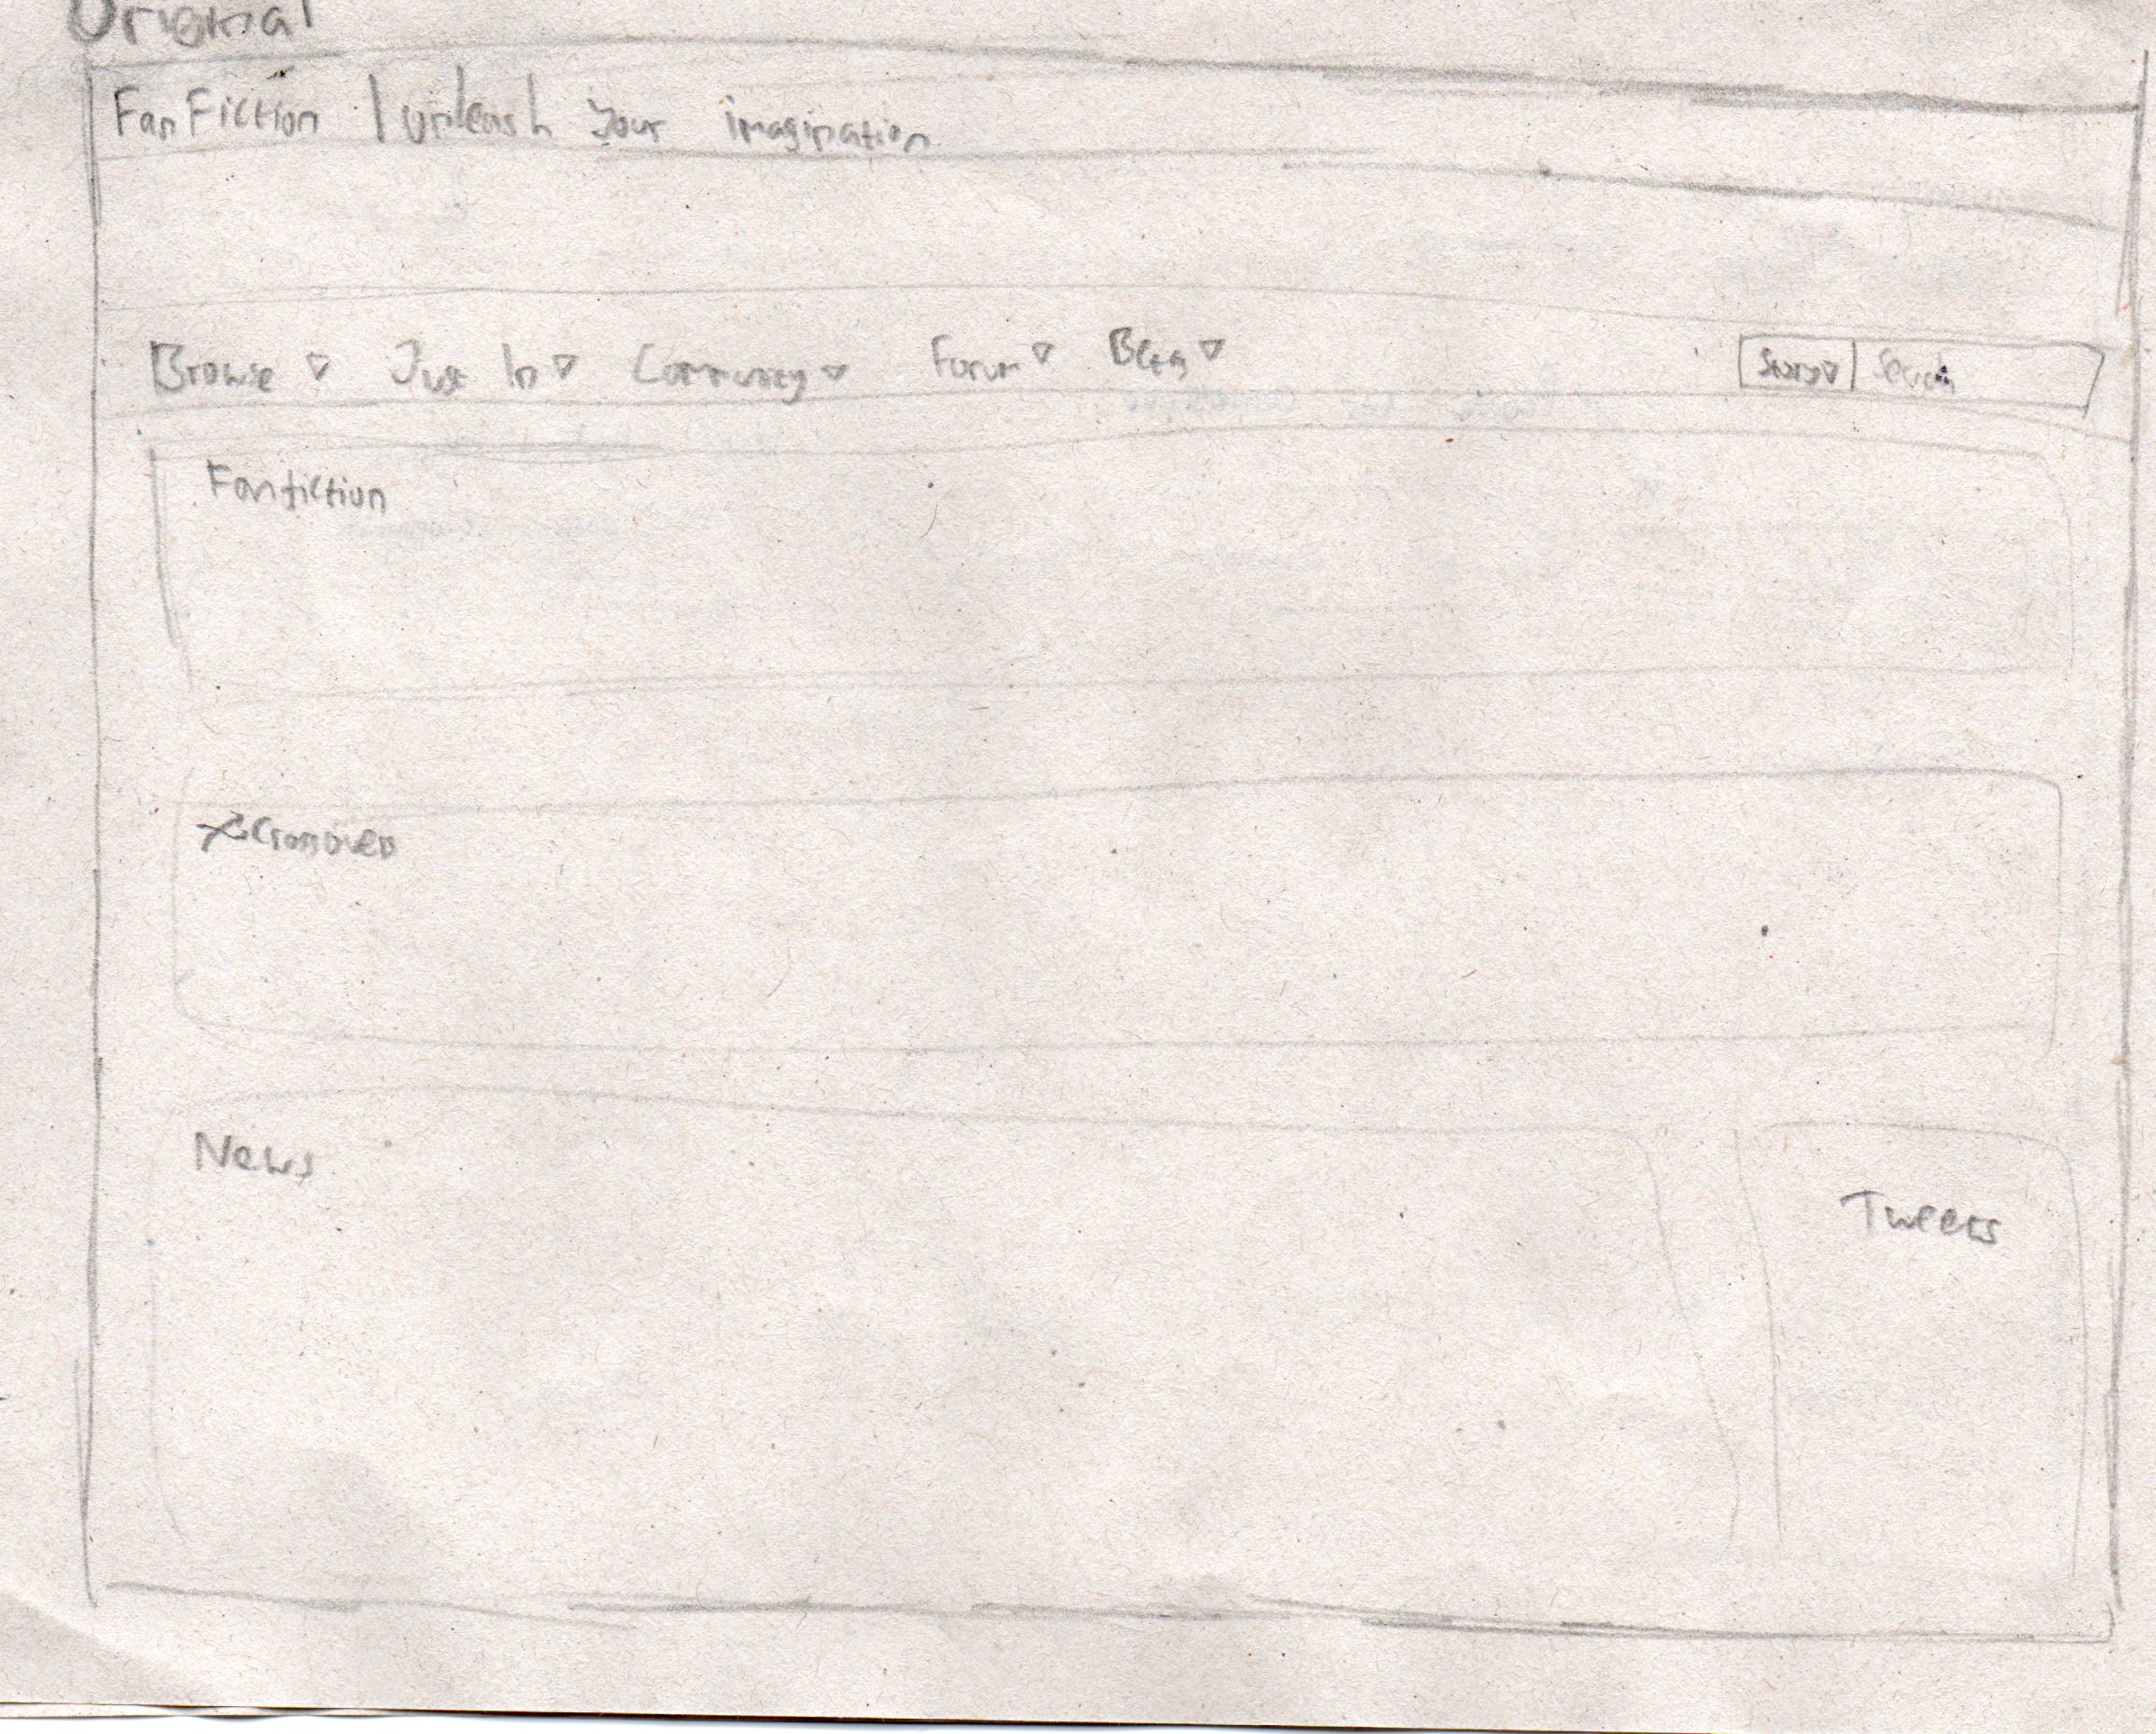 Original
FanFiction | unleash your imagination
Browse ▽ Just In ▽ Community ▽ Forum ▽ Beta ▽ Story ▽ | Search
Fanfiction
Crossover
News
Tweets